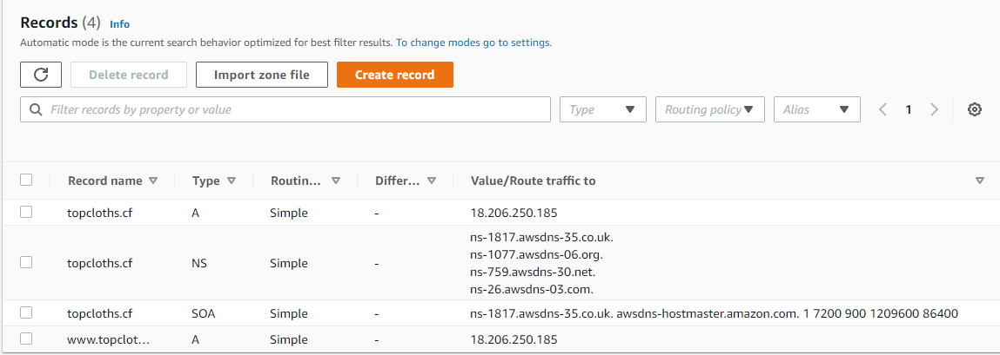 Records (4) Info
Automatic mode is the current search behavior optimized for best filter results. To change modes go to settings.
Delete record Import zone file Create record
Filter records by property or value Type Routing policy Alias 1
Record name Type Routin... Differ... Value/Route traffic to
topcloths.cf A Simple - 18.206.250.185
ns-1817.awsdns-35.co.uk.
ns-1077.awsdns-06.org.
topcloths.cf NS Simple -
ns-759.awsdns-30.net.
ns-26.awsdns-03.com.
topcloths.cf SOA Simple - ns-1817.awsdns-35.co.uk. awsdns-hostmaster.amazon.com. 1 7200 900 1209600 86400
www.topclot... A Simple - 18.206.250.185